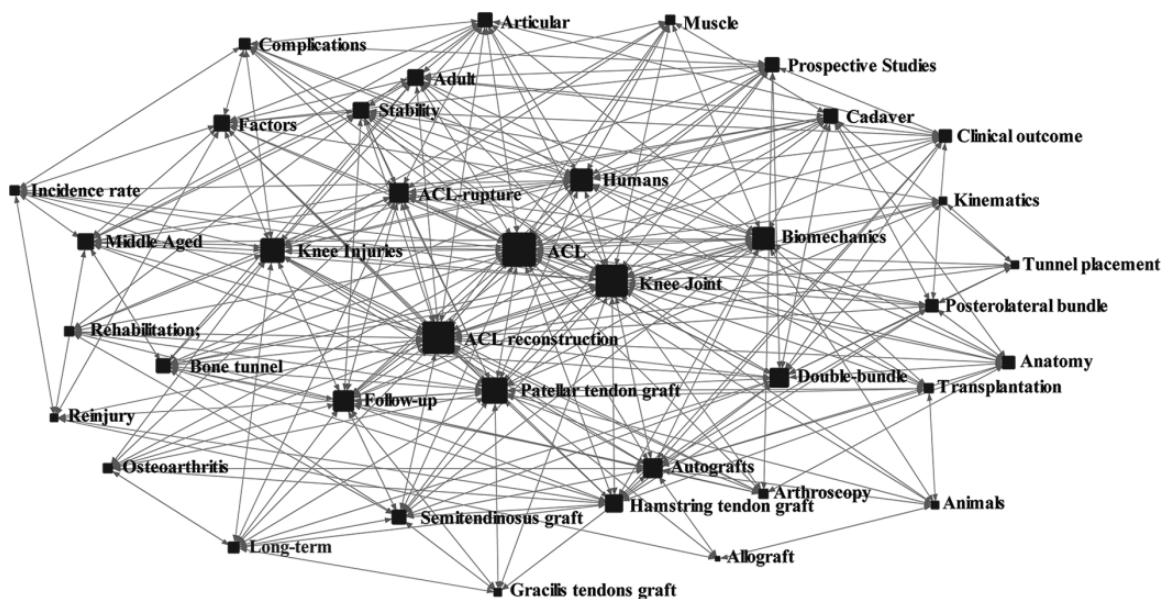 Articular
Muscle
Complications
Prospective Studies
Adult
Stability
Cadaver
Factors
Clinical outcome
Humans
Incidence rate
ACL-rupture
Kinematics
Middle Aged
Knee Injuries
ACL
Biomechanics
Tunnel placement
Knee Joint
Posterolateral bundle
Rehabilitation;
ACL reconstruction
Bone tunnel
Anatomy
Double-bundle
Transplantation
Patellar tendon graft
Follow-up
Reinjury
Osteoarthritis
Autografts
Arthroscopy
Hamstring tendon graft
Animals
Semitendinosus graft
Long-term
Allograft
Gracilis tendons graft